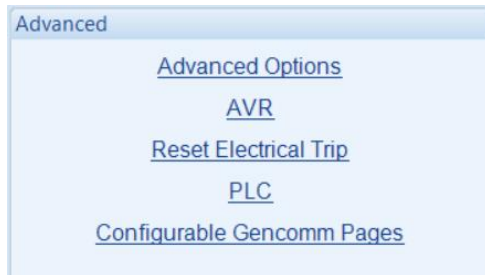 Advanced
Advanced Options
AVR
Reset Electrical Trip
PLC
Configurable Gencomm Pages